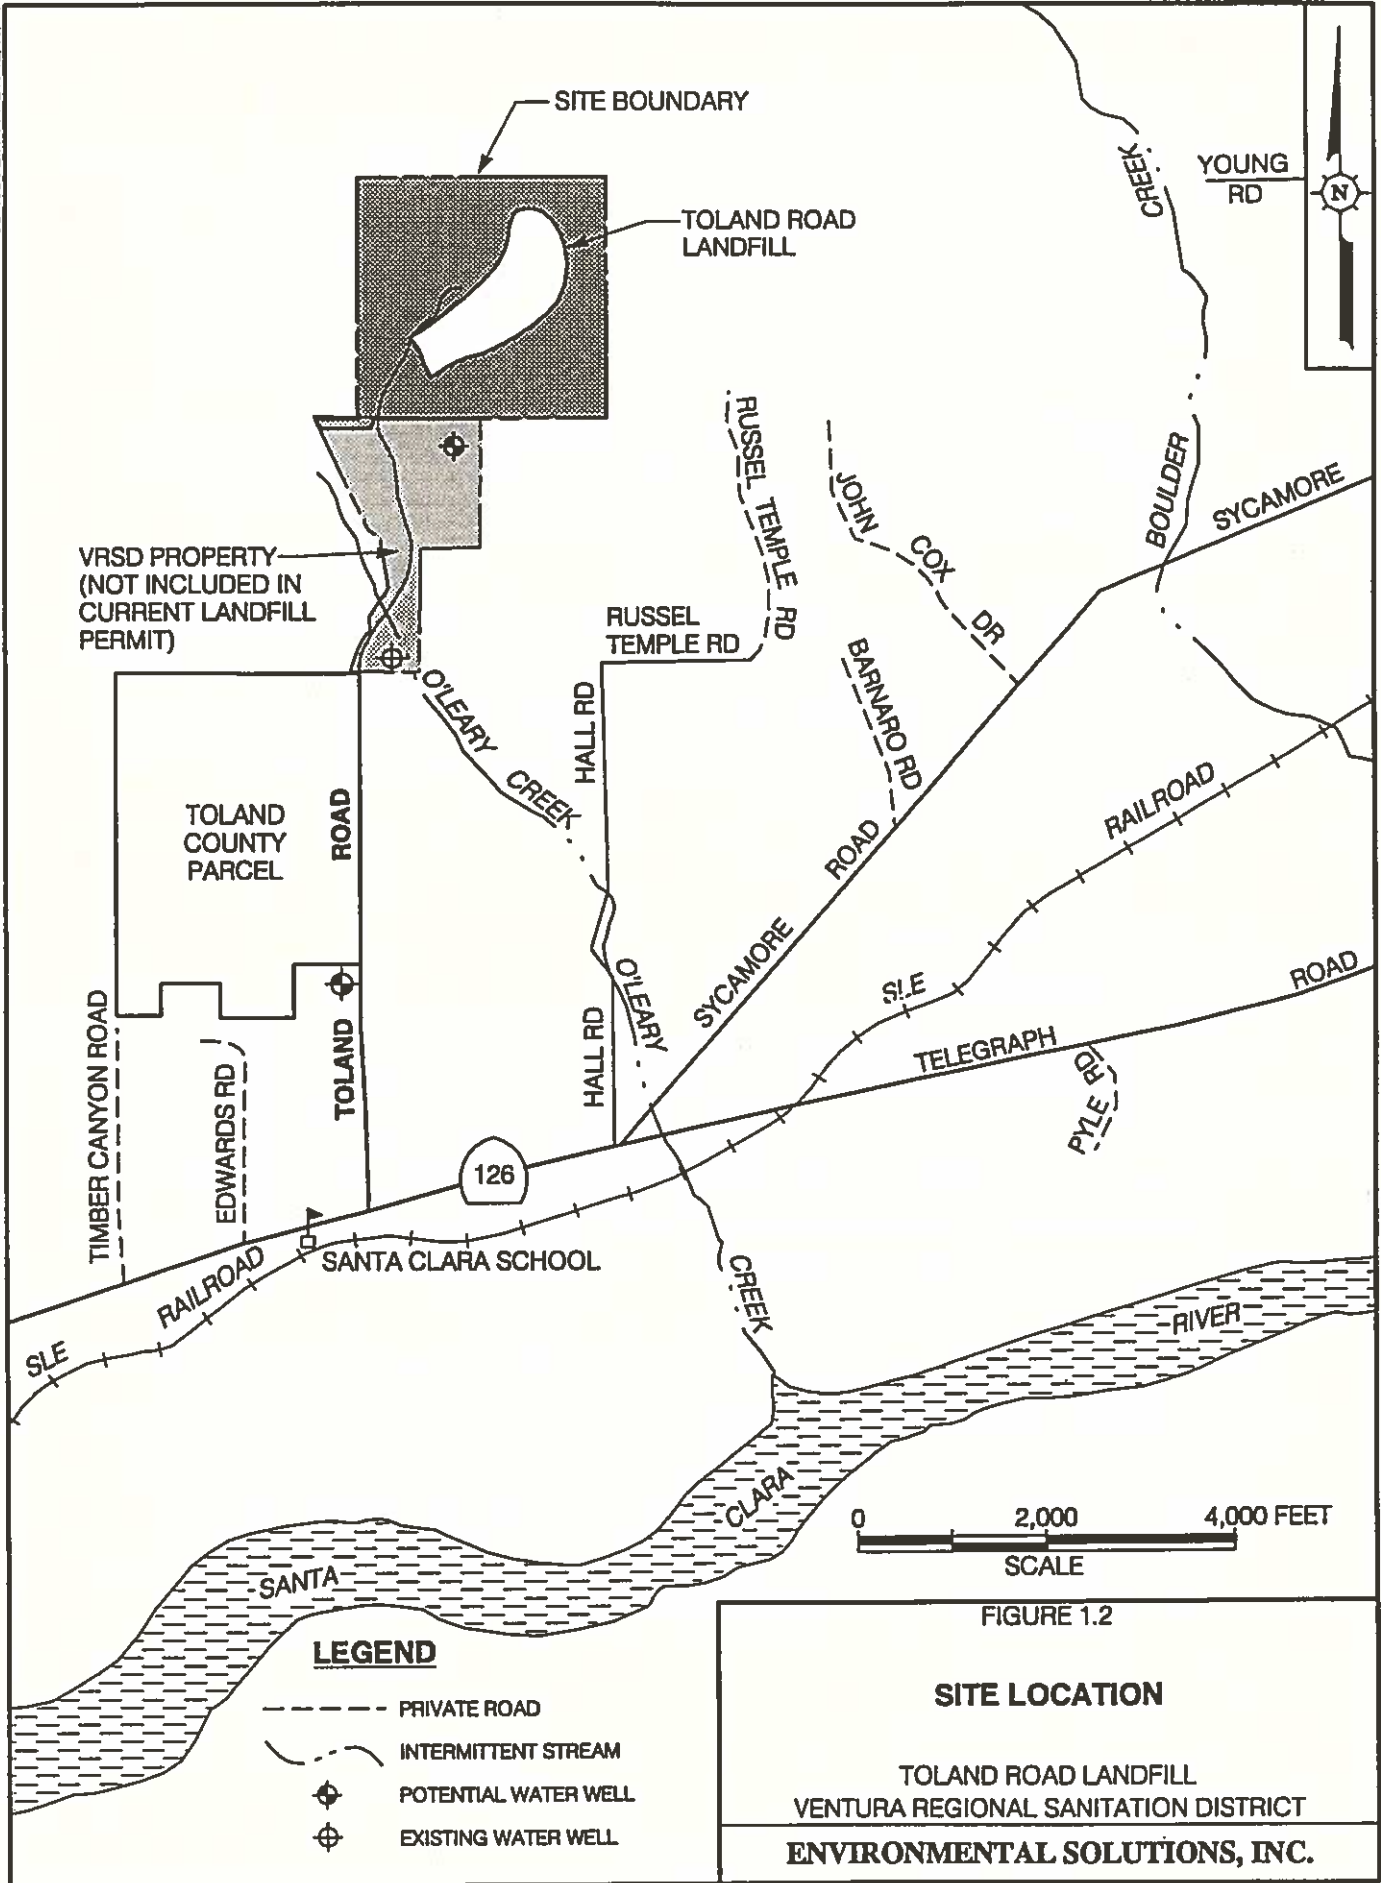 SITE BOUNDARY
TOLAND ROAD
LANDFILL
CREEK
YOUNG
RD
N
VRSD PROPERTY
(NOT INCLUDED IN
CURRENT LANDFILL
PERMIT)
RUSSEL TEMPLE RD
JOHN COX DR
BOULDER
SYCAMORE
RUSSEL
TEMPLE RD
BARNARO RD
HALL RD
O'LEARY
CREEK
TOLAND
COUNTY
PARCEL
ROAD
ROAD
RAILROAD
SYCAMORE
O'LEARY
SLE
ROAD
TELEGRAPH
PYLE RD
HALL RD
TOLAND
TIMBER CANYON ROAD
EDWARDS RD
126
SANTA CLARA SCHOOL
RAILROAD
SLE
CREEK
RIVER
CLARA
SANTA
0 2,000 4,000 FEET
SCALE
LEGEND
PRIVATE ROAD
INTERMITTENT STREAM
POTENTIAL WATER WELL
EXISTING WATER WELL
FIGURE 1.2
SITE LOCATION
TOLAND ROAD LANDFILL
VENTURA REGIONAL SANITATION DISTRICT
ENVIRONMENTAL SOLUTIONS, INC.